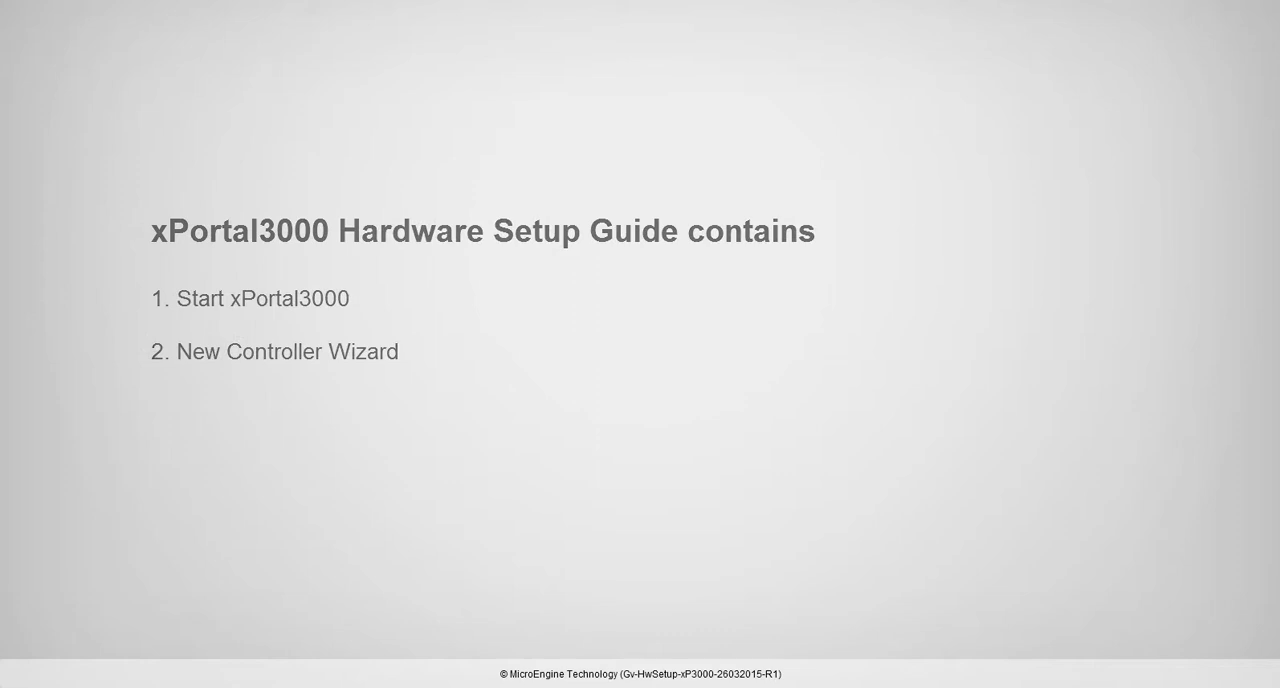 xPortal3000 Hardware Setup Guide contains
1. Start xPortal3000
2. New Controller Wizard
© MicroEngine Technology (Gv-HwSetup-xP3000-26032015-R1)